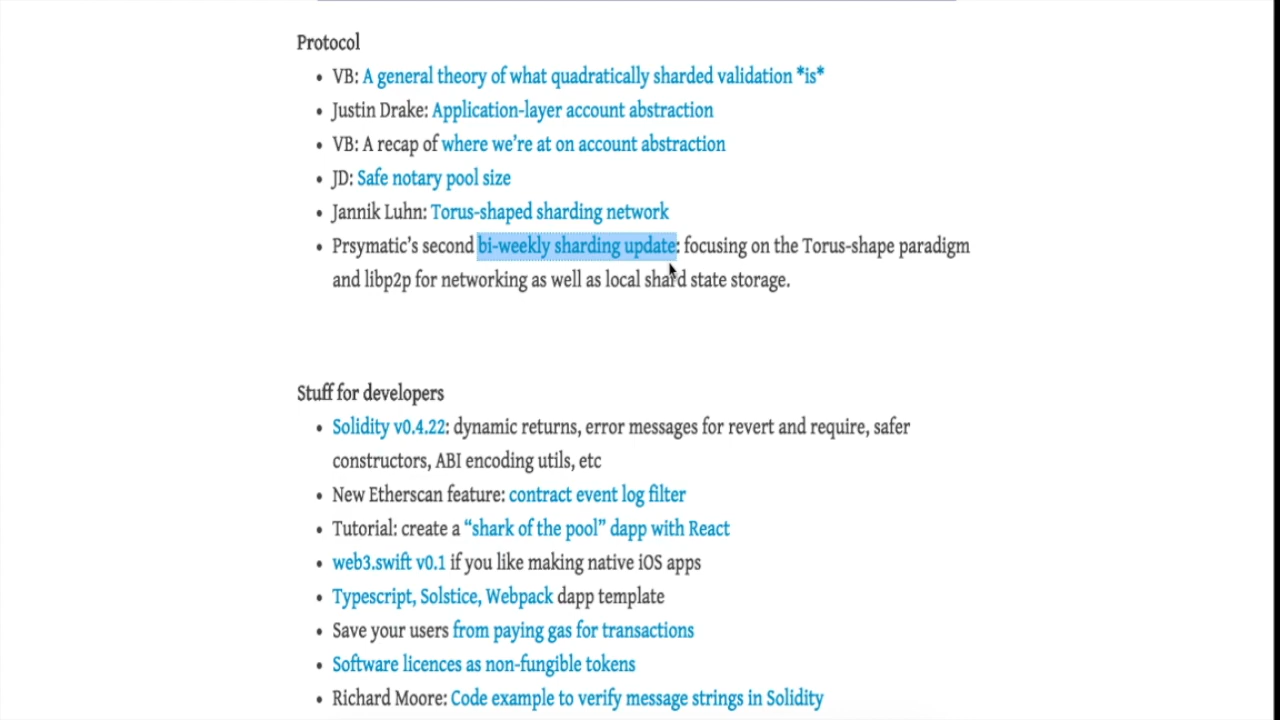 Protocol
• VB: A general theory of what quadratically sharded validation *is*
• Justin Drake: Application-layer account abstraction
• VB: A recap of where we’re at on account abstraction
• JD: Safe notary pool size
• Jannik Luhn: Torus-shaped sharding network
• Prsymatic’s second bi-weekly sharding update: focusing on the Torus-shape paradigm
and libp2p for networking as well as local shard state storage.
Stuff for developers
• Solidity v0.4.22: dynamic returns, error messages for revert and require, safer
constructors, ABI encoding utils, etc
• New Etherscan feature: contract event log filter
• Tutorial: create a “shark of the pool” dapp with React
• web3.swift v0.1 if you like making native iOS apps
• Typescript, Solstice, Webpack dapp template
• Save your users from paying gas for transactions
• Software licences as non-fungible tokens
• Richard Moore: Code example to verify message strings in Solidity